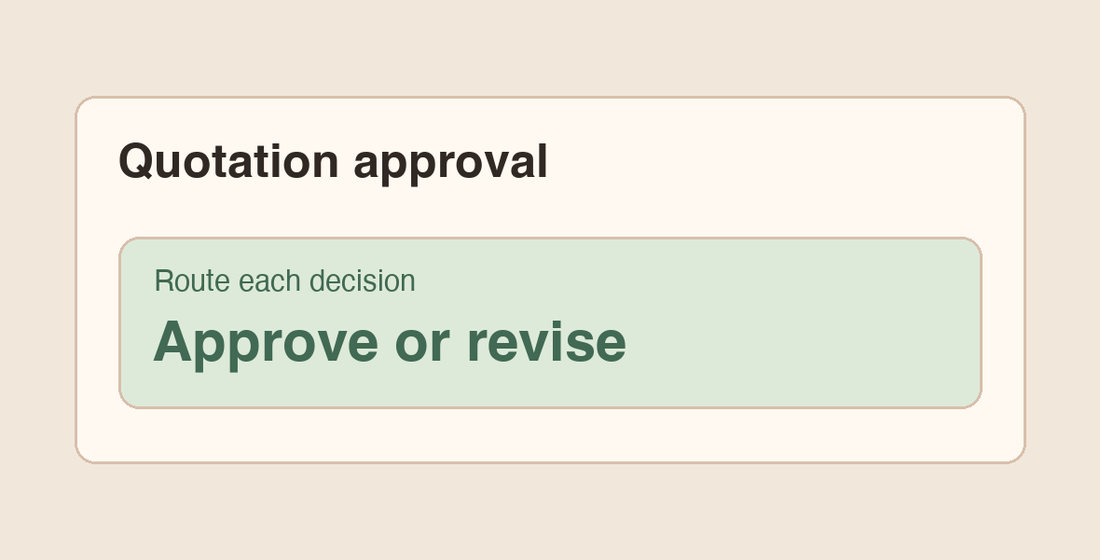 Quotation approval
Route each decision
Approve or revise